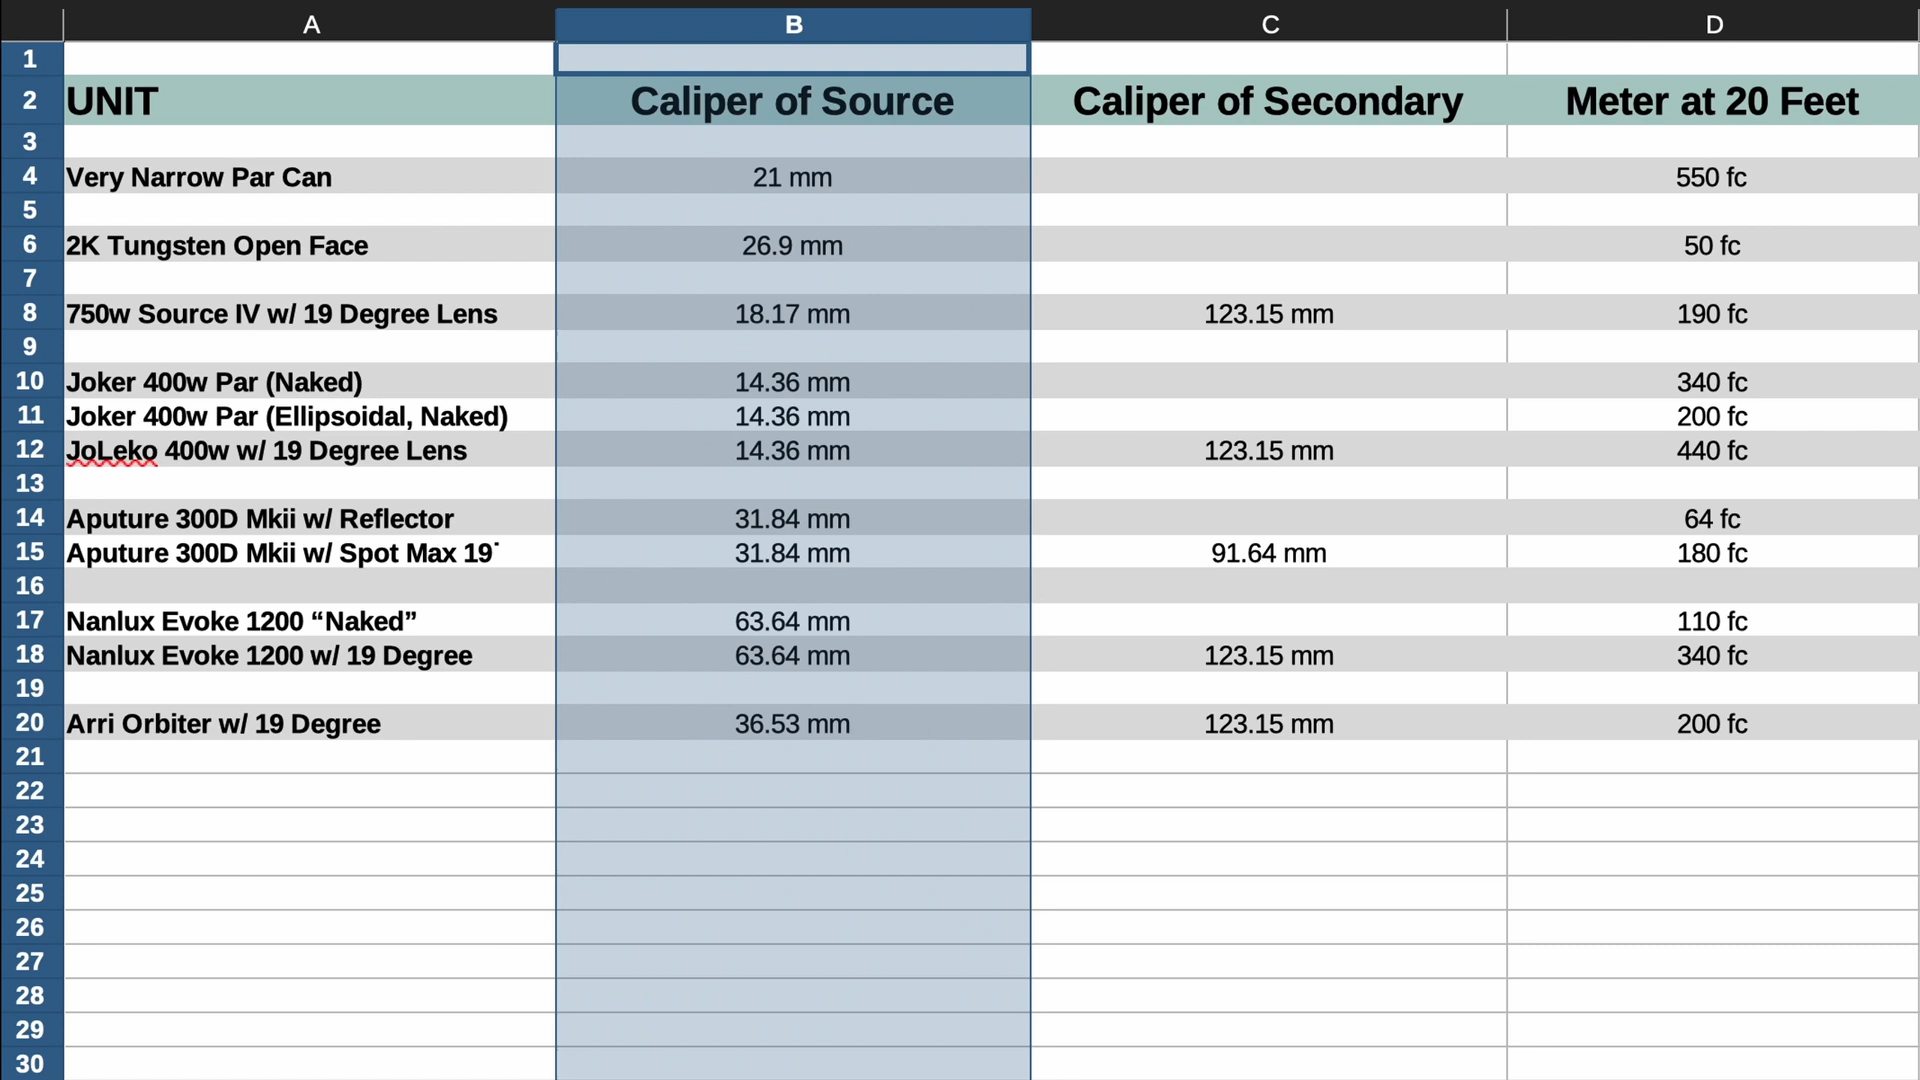 A B C D
1
2 UNIT Caliper of Source Caliper of Secondary Meter at 20 Feet
3
4 Very Narrow Par Can 21 mm 550 fc
5
6 2K Tungsten Open Face 26.9 mm 50 fc
7
8 750w Source IV w/ 19 Degree Lens 18.17 mm 123.15 mm 190 fc
9
10 Joker 400w Par (Naked) 14.36 mm 340 fc
11 Joker 400w Par (Ellipsoidal, Naked) 14.36 mm 200 fc
12 JoLeko 400w w/ 19 Degree Lens 14.36 mm 123.15 mm 440 fc
13
14 Aputure 300D Mkii w/ Reflector 31.84 mm 64 fc
15 Aputure 300D Mkii w/ Spot Max 19˙ 31.84 mm 91.64 mm 180 fc
16
17 Nanlux Evoke 1200 “Naked” 63.64 mm 110 fc
18 Nanlux Evoke 1200 w/ 19 Degree 63.64 mm 123.15 mm 340 fc
19
20 Arri Orbiter w/ 19 Degree 36.53 mm 123.15 mm 200 fc
21
22
23
24
25
26
27
28
29
30